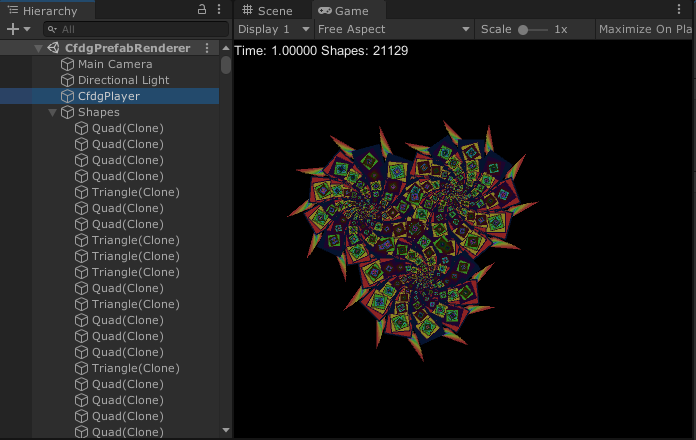 Hierarchy
All
CfdgPrefabRenderer
Main Camera
Directional Light
CfdgPlayer
Shapes
Quad(Clone)
Quad(Clone)
Quad(Clone)
Quad(Clone)
Triangle(Clone)
Quad(Clone)
Quad(Clone)
Triangle(Clone)
Triangle(Clone)
Triangle(Clone)
Quad(Clone)
Triangle(Clone)
Quad(Clone)
Quad(Clone)
Quad(Clone)
Triangle(Clone)
Quad(Clone)
Quad(Clone)
Quad(Clone)
Quad(Clone)
Scene Game
Display 1 Free Aspect Scale 1x Maximize On Pla
Time: 1.00000 Shapes: 21129